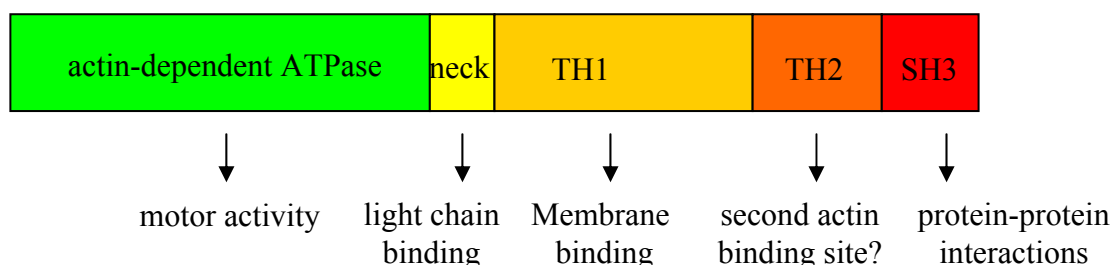 actin-dependent ATPase neck TH1 TH2 SH3
motor activity light chain Membrane second actin protein-protein
binding binding binding site? interactions